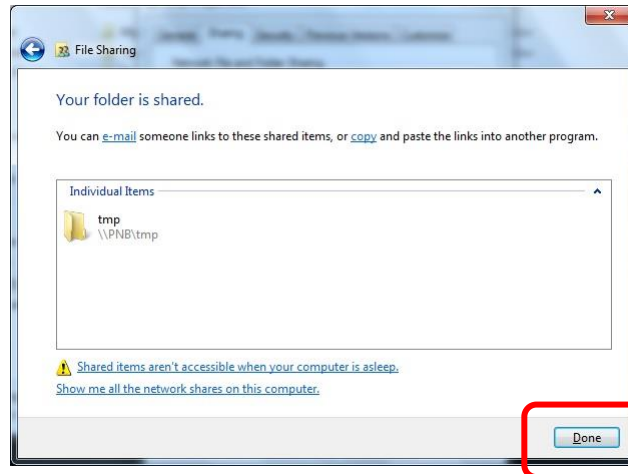 File Sharing
Your folder is shared.
You can e-mail someone links to these shared items, or copy and paste the links into another program.
Individual Items
tmp
\\PNB\tmp
Shared items aren't accessible when your computer is asleep.
Show me all the network shares on this computer.
Done